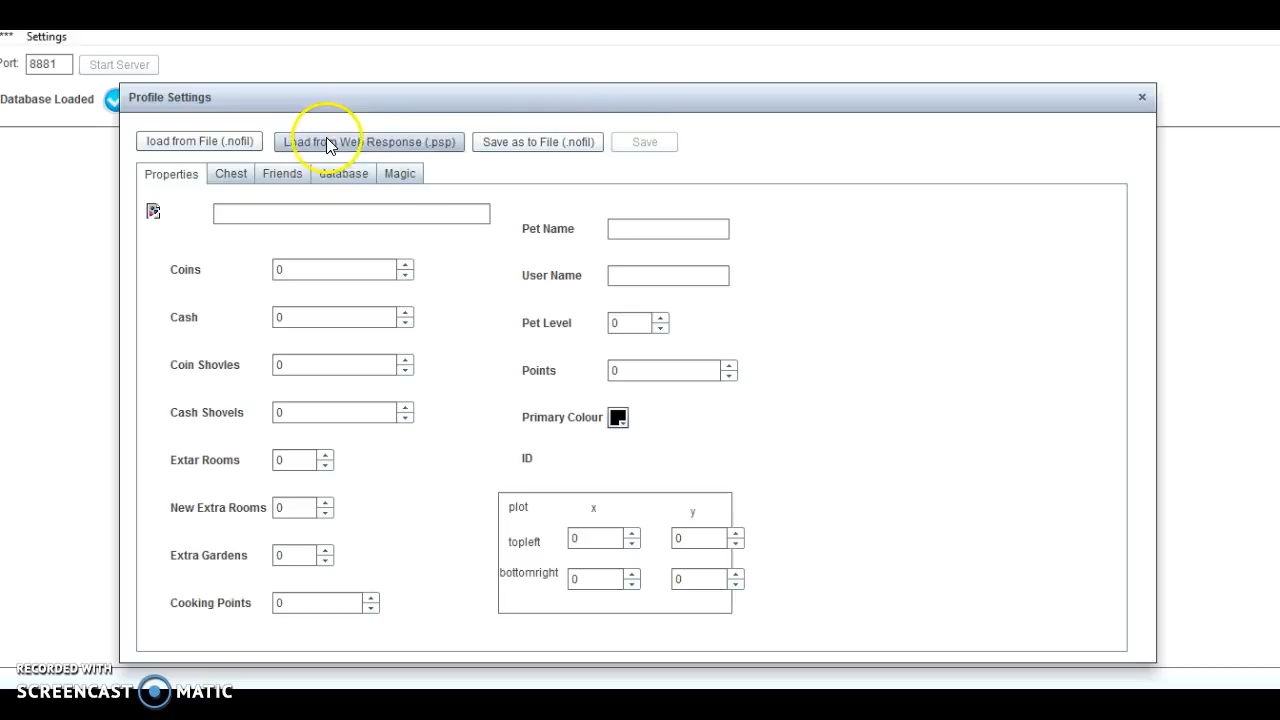 *** Settings
Port: 8881 Start Server
Database Loaded
Profile Settings ×
load from File (.nofil) Load from Web Response (.psp) Save as to File (.nofil) Save
Properties Chest Friends database Magic
Pet Name
Coins 0
User Name
Cash 0
Pet Level 0
Coin Shovles 0
Points 0
Cash Shovels 0
Primary Colour
Extar Rooms 0
ID
New Extra Rooms 0
plot x y
topleft 0 0
Extra Gardens 0
bottomright 0 0
Cooking Points 0
RECORDED WITH
SCREENCAST MATIC